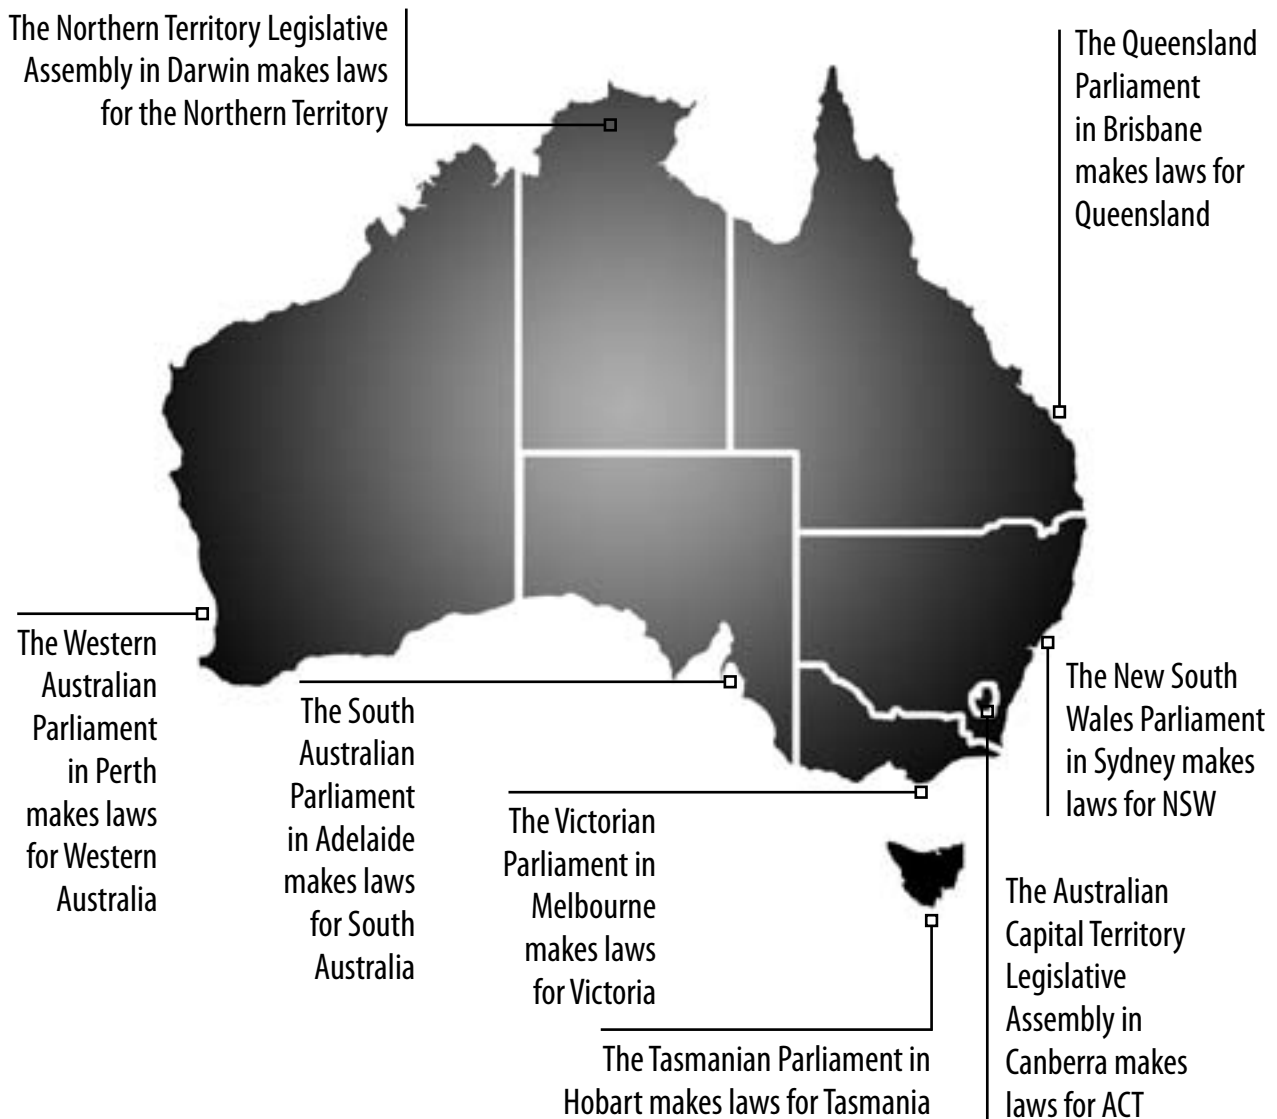 The Northern Territory Legislative
Assembly in Darwin makes laws
for the Northern Territory
The Queensland
Parliament
in Brisbane
makes laws for
Queensland
The Western
Australian
Parliament
in Perth
makes laws
for Western
Australia
The South
Australian
Parliament
in Adelaide
makes laws
for South
Australia
The Victorian
Parliament in
Melbourne
makes laws
for Victoria
The New South
Wales Parliament
in Sydney makes
laws for NSW
The Tasmanian Parliament in
Hobart makes laws for Tasmania
The Australian
Capital Territory
Legislative
Assembly in
Canberra makes
laws for ACT